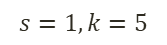 s = 1, k = 5